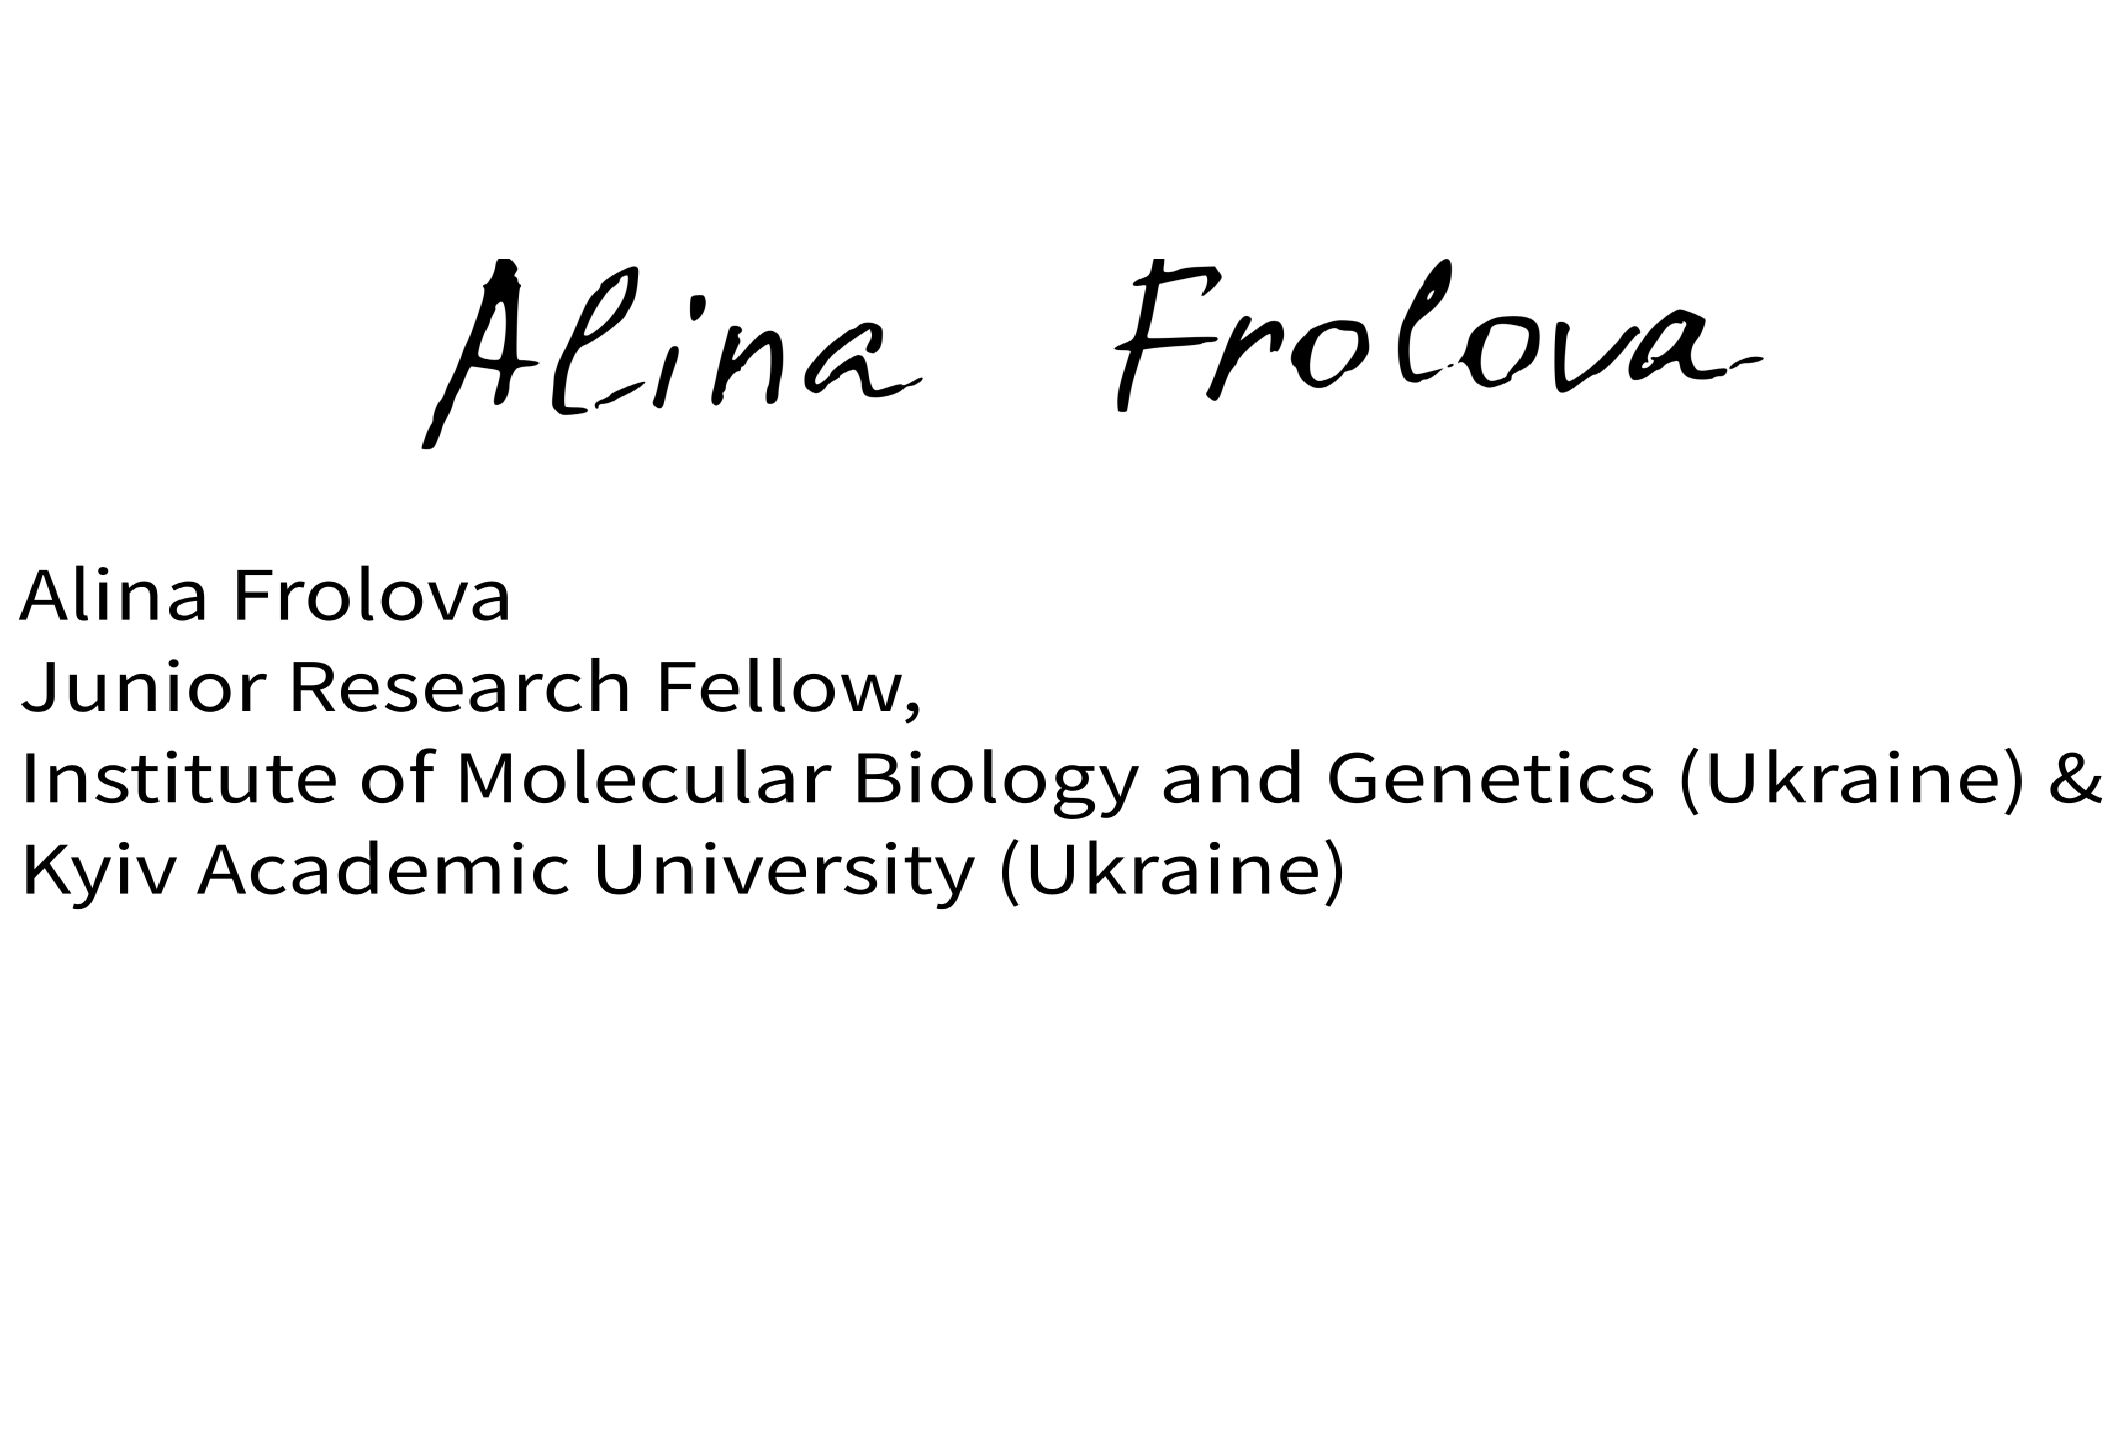 Alina Frolova
Alina Frolova
Junior Research Fellow,
Institute of Molecular Biology and Genetics (Ukraine) &
Kyiv Academic University (Ukraine)